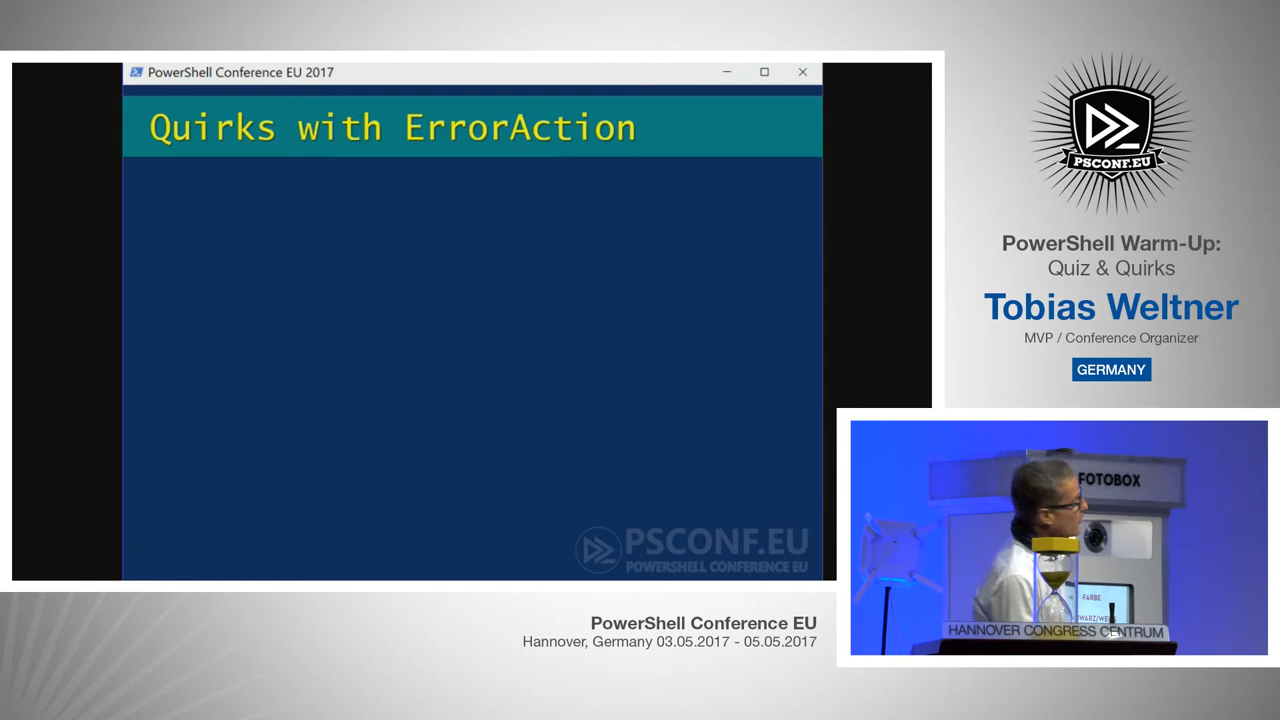 PowerShell Conference EU 2017
Quirks with ErrorAction
PSCONF.EU
POWERSHELL CONFERENCE EU
PSCONF.EU
PowerShell Warm-Up:
Quiz & Quirks
Tobias Weltner
MVP / Conference Organizer
GERMANY
FOTOBOX
FARBE
HANNOVER CONGRESS CENTRUM
PowerShell Conference EU
Hannover, Germany 03.05.2017 - 05.05.2017